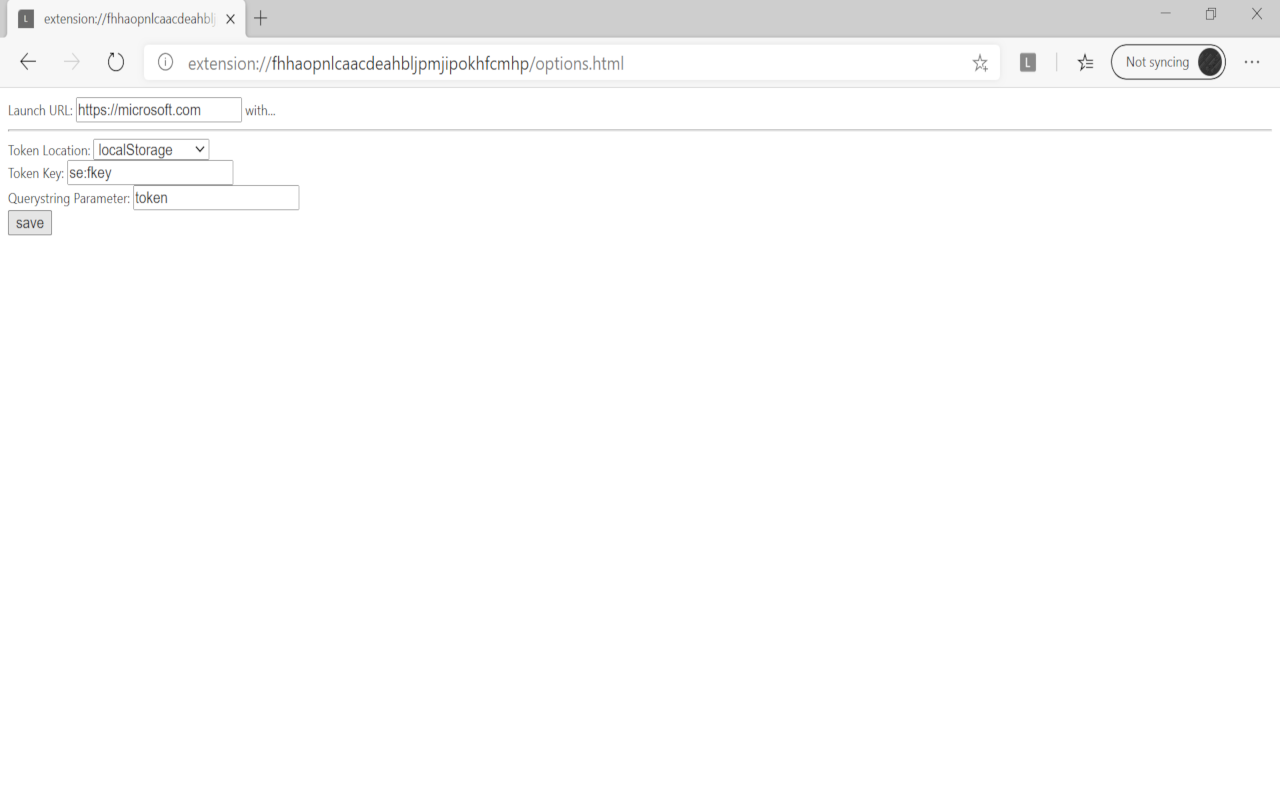 L extension://fhhaopnlcaacdeahblj
extension://fhhaopnlcaacdeahbljpmjipokhfcmhp/options.html L Not syncing
Launch URL: https://microsoft.com with...
Token Location: localStorage
Token Key: se:fkey
Querystring Parameter: token
save